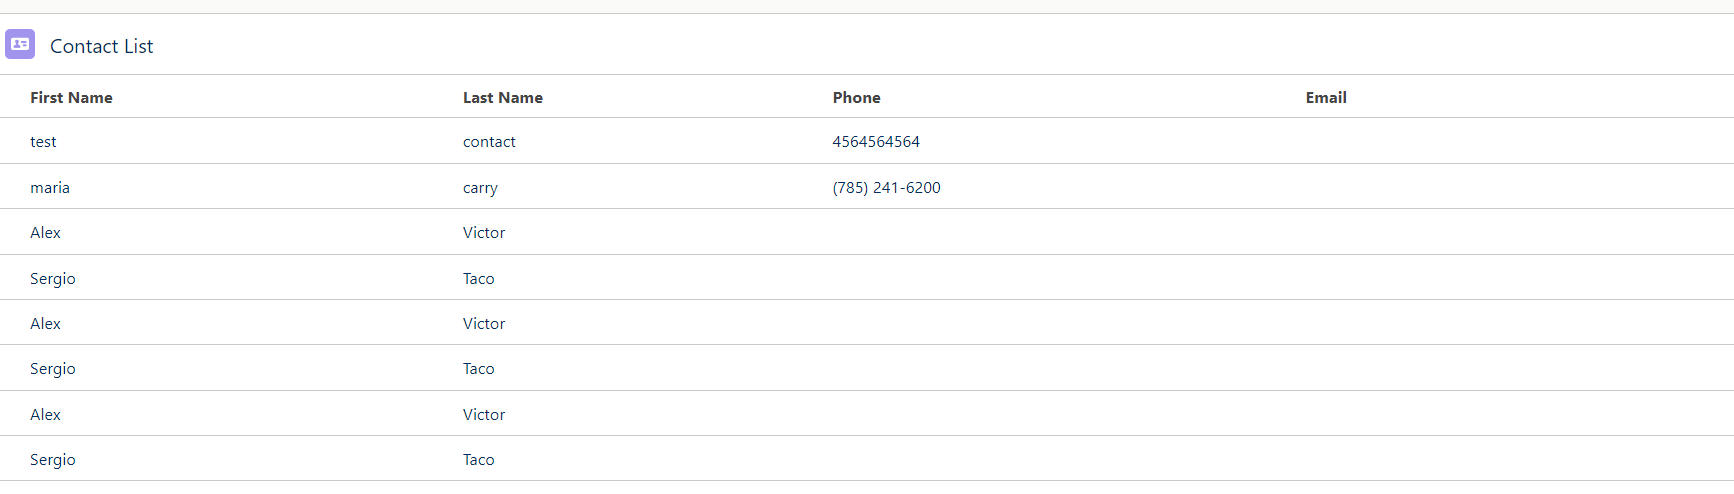 Contact List
First Name Last Name Phone Email
test contact 4564564564
maria carry (785) 241-6200
Alex Victor
Sergio Taco
Alex Victor
Sergio Taco
Alex Victor
Sergio Taco